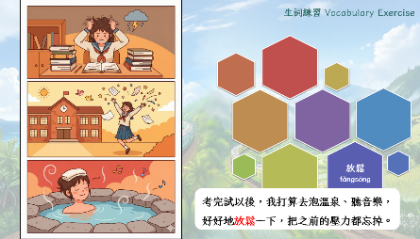 生詞練習 Vocabulary Exercise
放鬆
fàngsōng
考完試以後，我打算去泡溫泉、聽音樂，
好好地放鬆一下，把之前的壓力都忘掉。